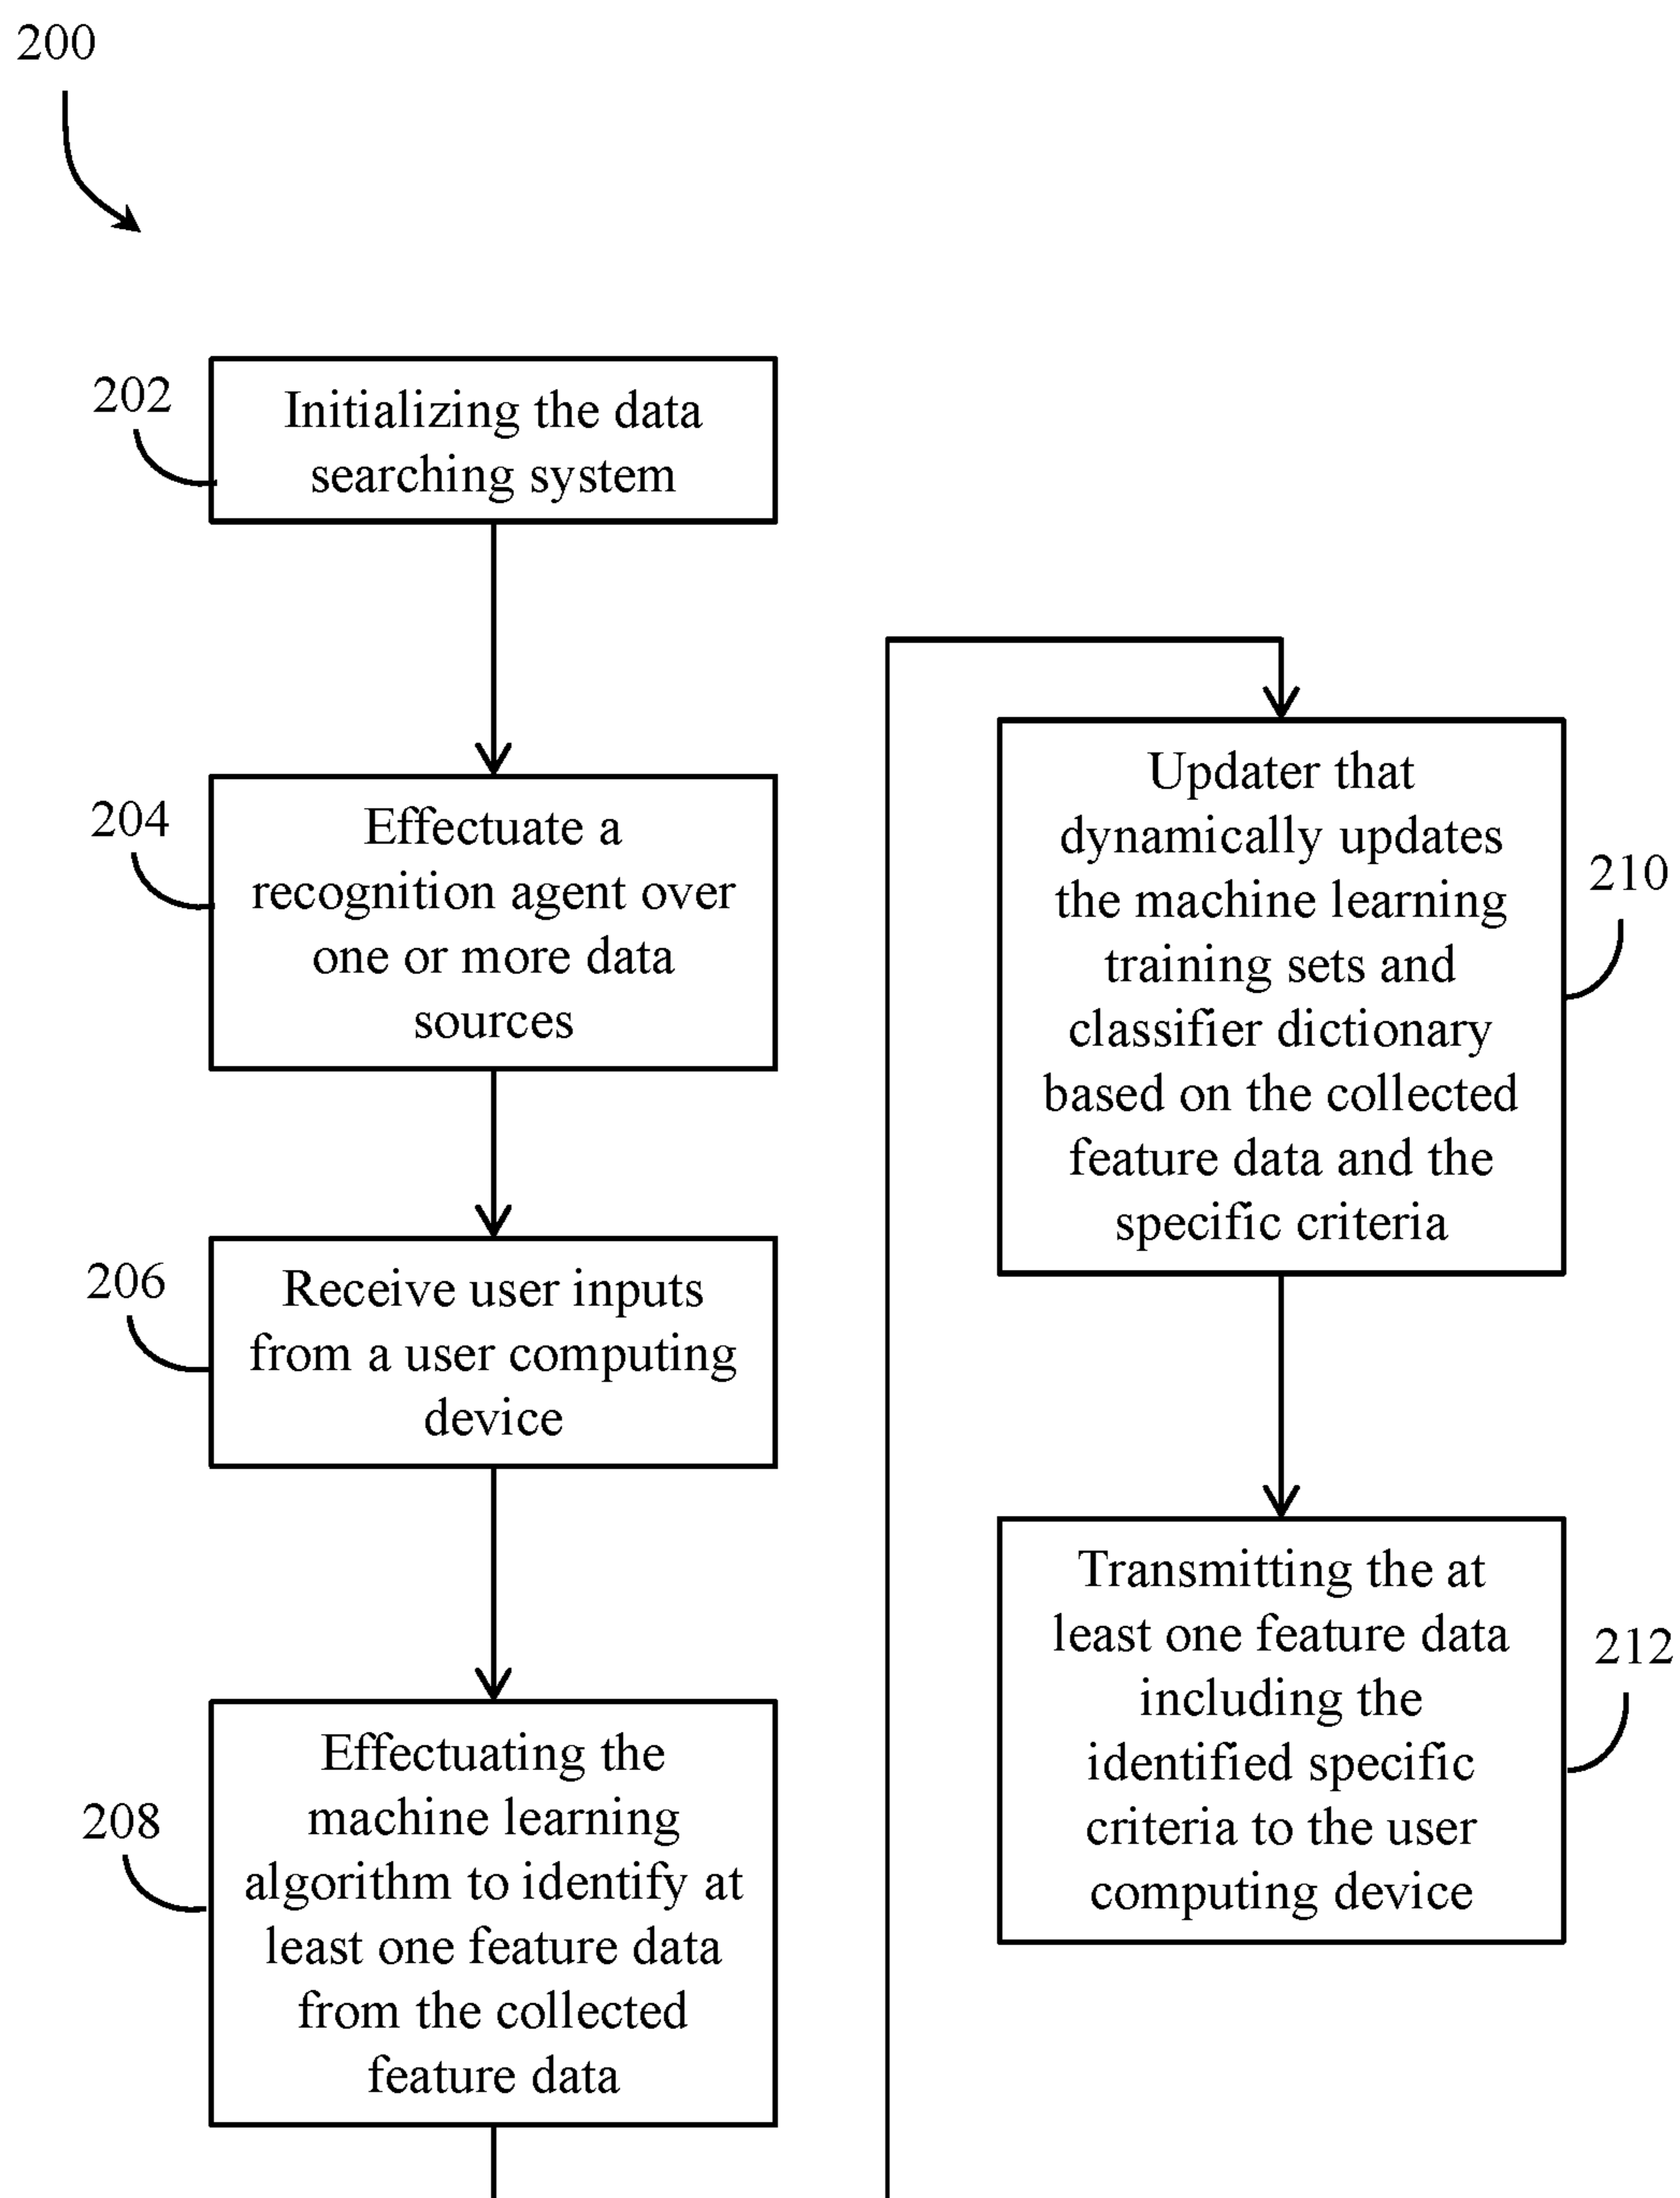 200
202
Initializing the data
searching system
204
Effectuate a
recognition agent over
one or more data
sources
206
Receive user inputs
from a user computing
device
208
Effectuating the
machine learning
algorithm to identify at
least one feature data
from the collected
feature data
210
Updater that
dynamically updates
the machine learning
training sets and
classifier dictionary
based on the collected
feature data and the
specific criteria
212
Transmitting the at
least one feature data
including the
identified specific
criteria to the user
computing device